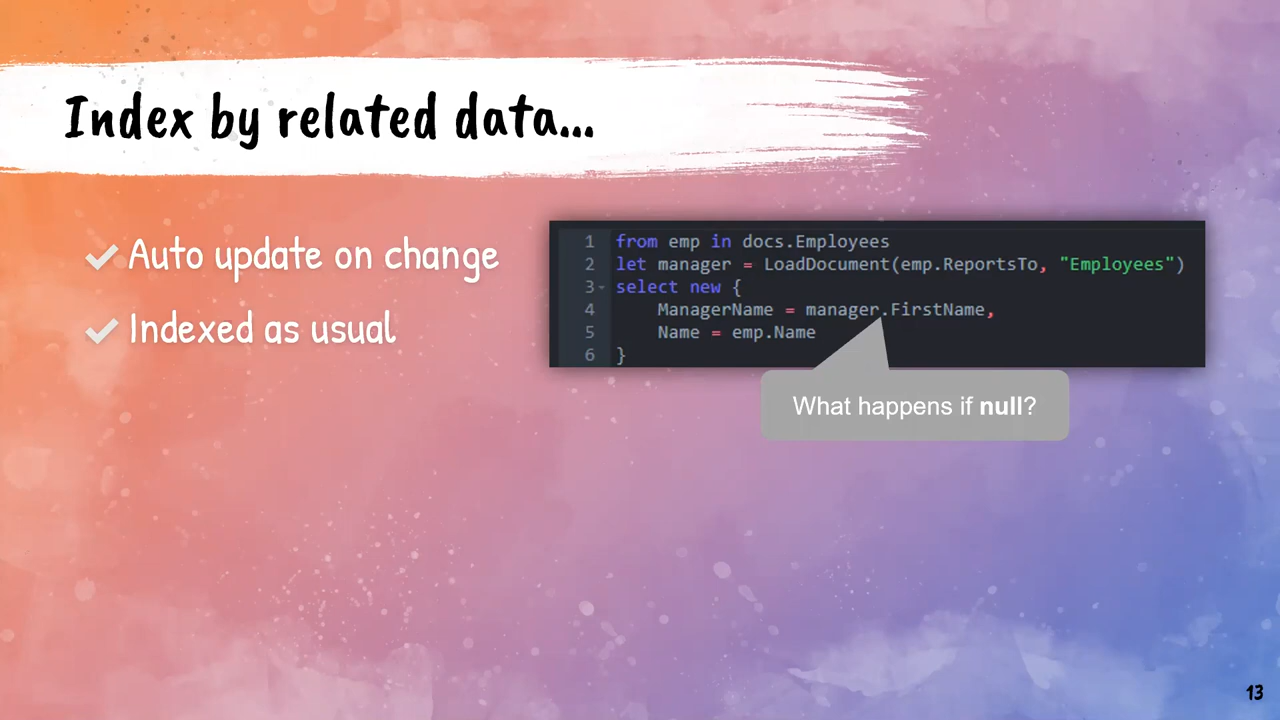 Index by related data...
Auto update on change
Indexed as usual
1 from emp in docs.Employees
2 let manager = LoadDocument(emp.ReportsTo, "Employees")
3 select new {
4     ManagerName = manager.FirstName,
5     Name = emp.Name
6 }
What happens if null?
13